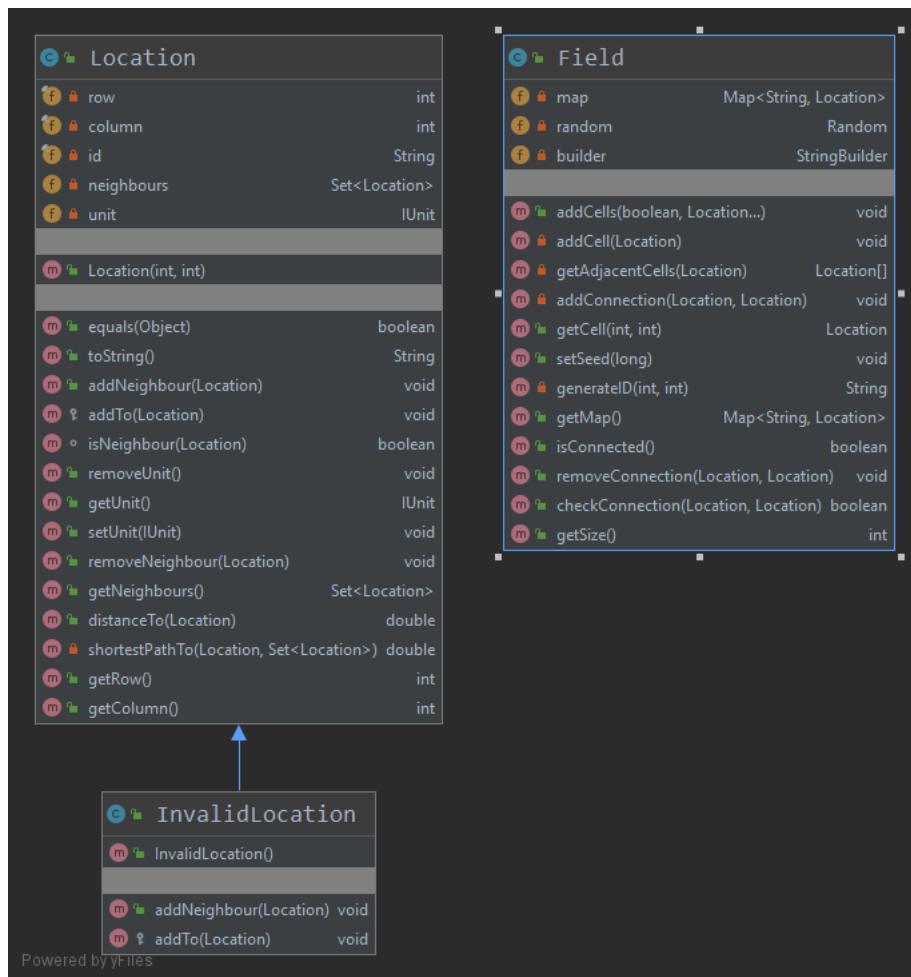 Location
row int
column int
id String
neighbours Set<Location>
unit IUnit
Location(int, int)
equals(Object) boolean
toString() String
addNeighbour(Location) void
addTo(Location) void
isNeighbour(Location) boolean
removeUnit() void
getUnit() IUnit
setUnit(IUnit) void
removeNeighbour(Location) void
getNeighbours() Set<Location>
distanceTo(Location) double
shortestPathTo(Location, Set<Location>) double
getRow() int
getColumn() int
Field
map Map<String, Location>
random Random
builder StringBuilder
addCells(boolean, Location...) void
addCell(Location) void
getAdjacentCells(Location) Location[]
addConnection(Location, Location) void
getCell(int, int) Location
setSeed(long) void
generateID(int, int) String
getMap() Map<String, Location>
isConnected() boolean
removeConnection(Location, Location) void
checkConnection(Location, Location) boolean
getSize() int
InvalidLocation
InvalidLocation()
addNeighbour(Location) void
addTo(Location) void
Powered by yFiles